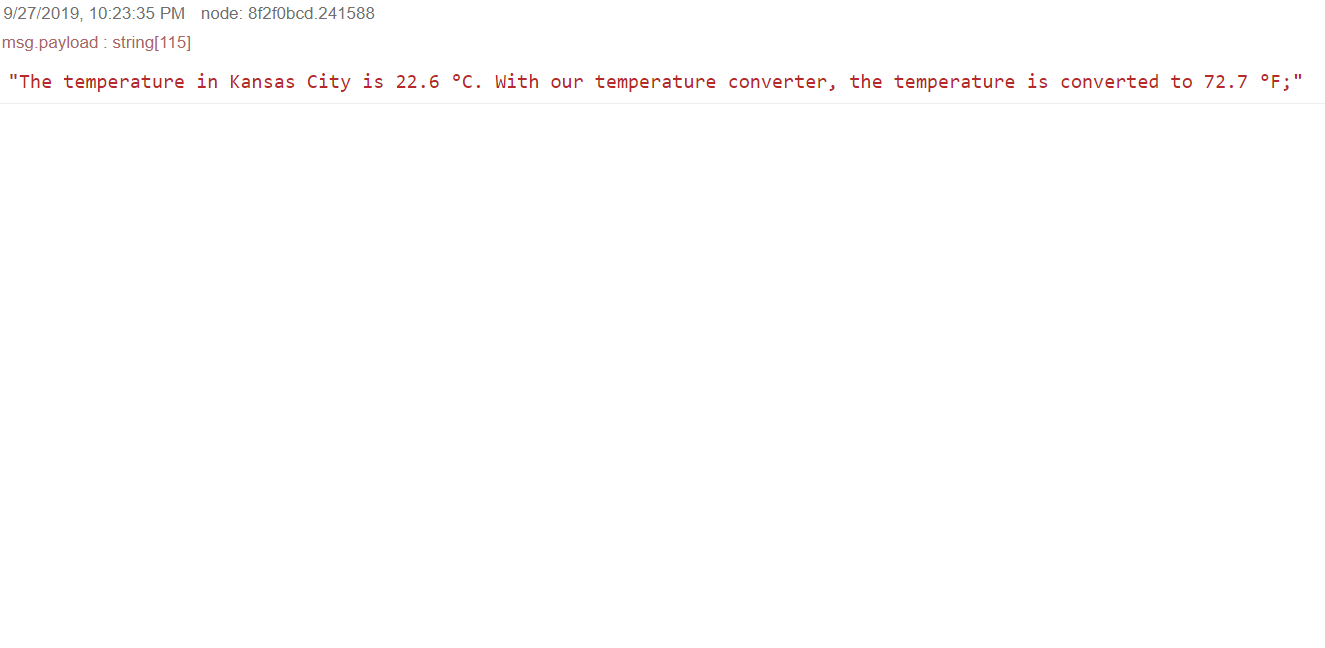 9/27/2019, 10:23:35 PM node: 8f2f0bcd.241588
msg.payload : string[115]
"The temperature in Kansas City is 22.6 °C. With our temperature converter, the temperature is converted to 72.7 °F;"